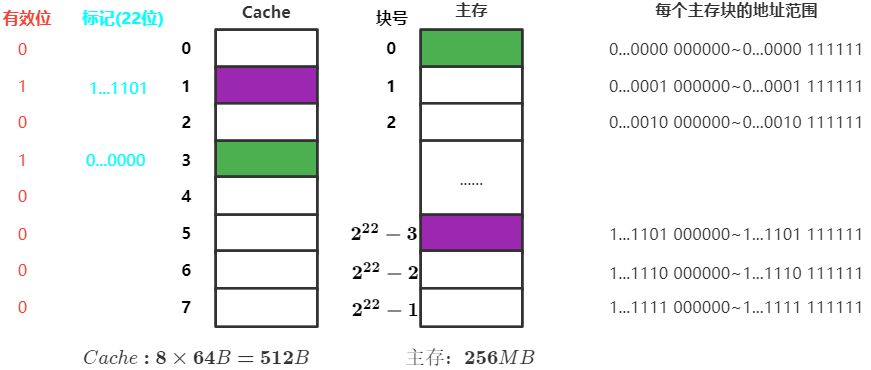 有效位 标记(22位) Cache 块号 主存 每个主存块的地址范围
0 0 0 0...0000 000000~0...0000 111111
1 1...1101 1 1 0...0001 000000~0...0001 111111
0 2 2 0...0010 000000~0...0010 111111
1 0...0000 3 ......
0 4
0 5 2^22 − 3 1...1101 000000~1...1101 111111
0 6 2^22 − 2 1...1110 000000~1...1110 111111
0 7 2^22 − 1 1...1111 000000~1...1111 111111
Cache : 8 × 64B = 512B 主存：256MB